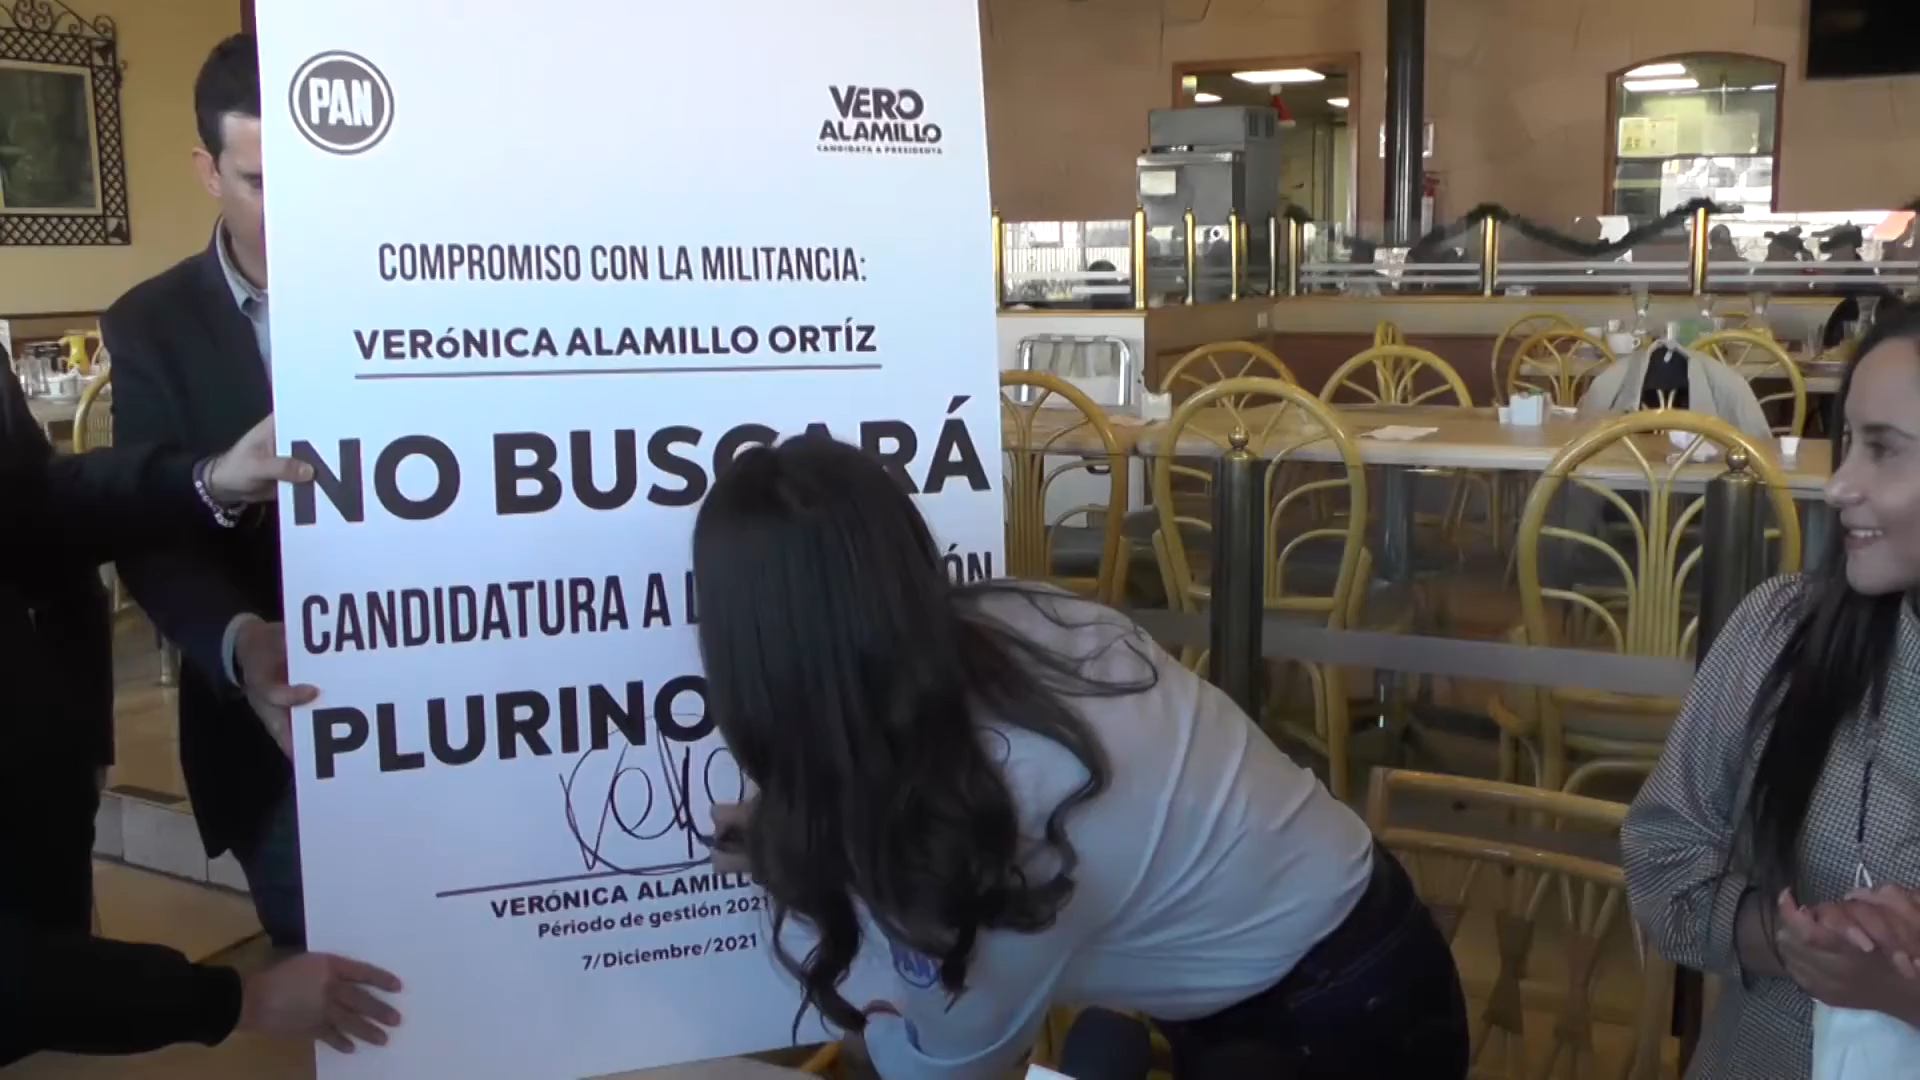 PAN
VERO
ALAMILLO
CANDIDATA A PRESIDENTA
COMPROMISO CON LA MILITANCIA:
VERóNICA ALAMILLO ORTÍZ
NO BUSCARÁ
CANDIDATURA A
PLURINO
VERÓNICA ALAMILLO
Périodo de gestión 2021
7/Diciembre/2021
PAN